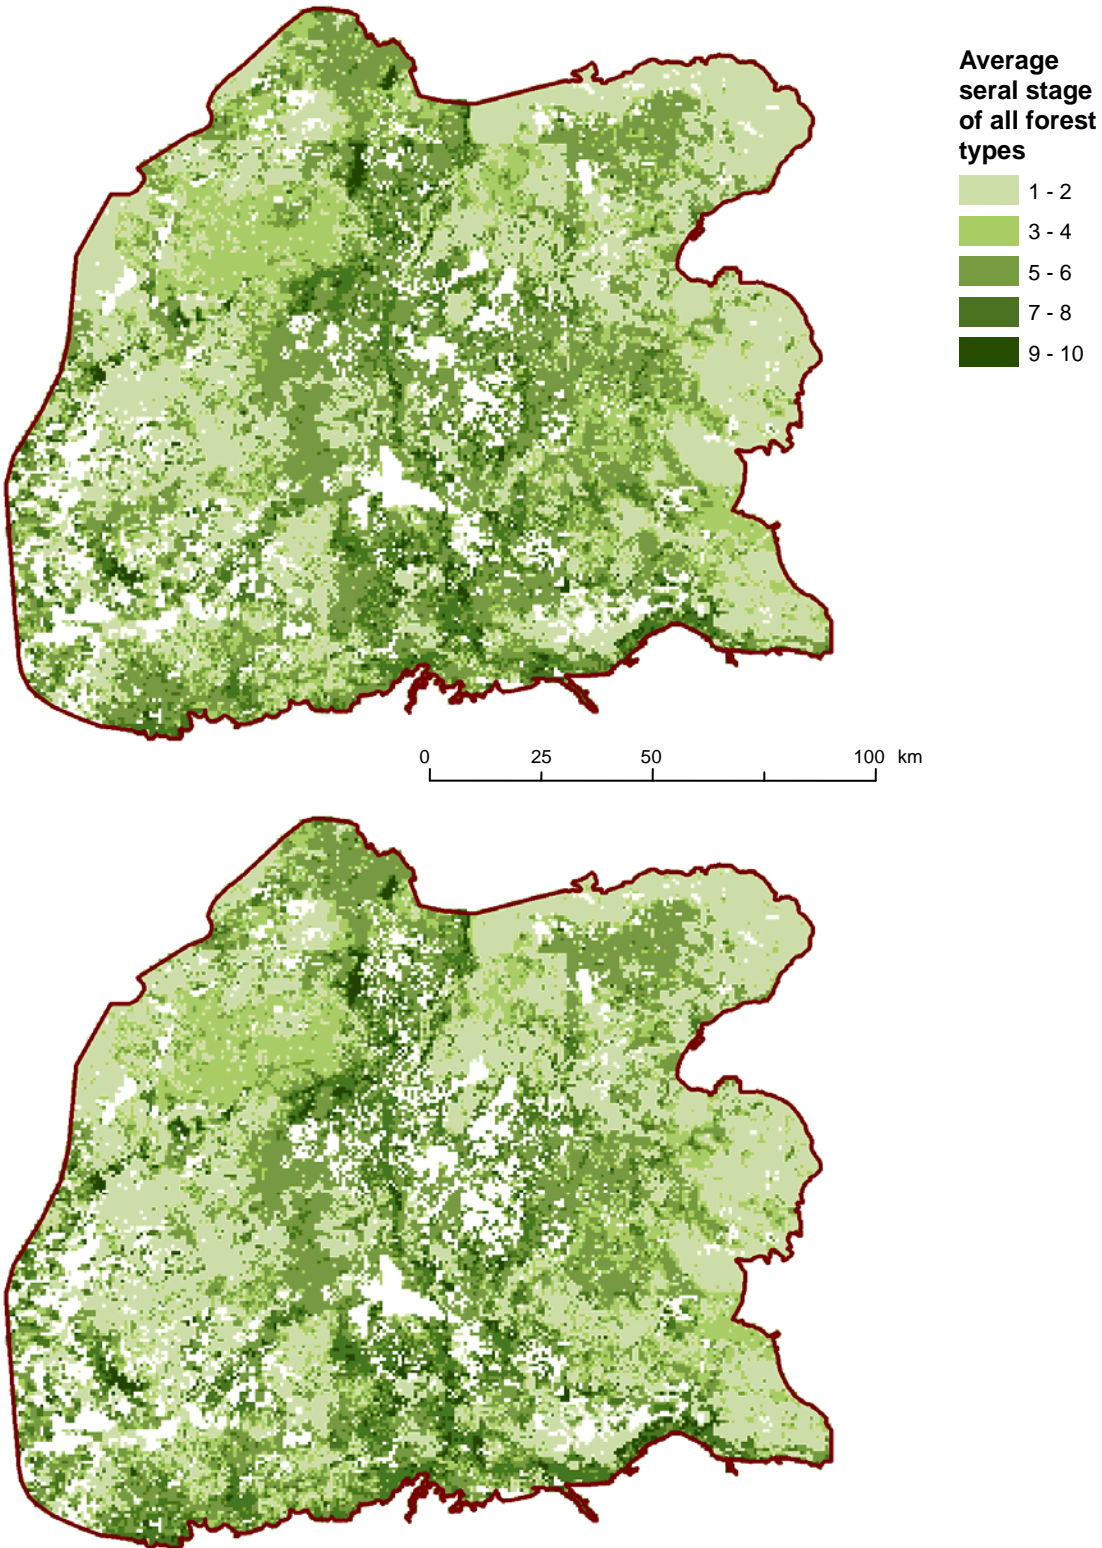 Average
seral stage
of all forest
types
1 - 2
3 - 4
5 - 6
7 - 8
9 - 10
0 25 50 100 km